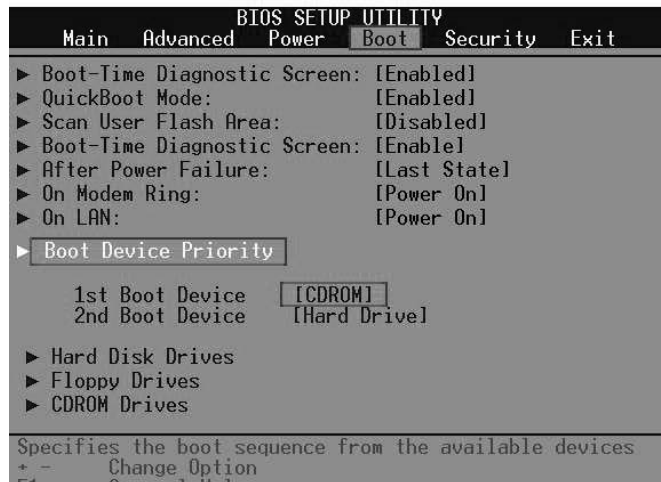 BIOS SETUP UTILITY
Main Advanced Power Boot Security Exit
► Boot-Time Diagnostic Screen: [Enabled]
► QuickBoot Mode: [Enabled]
► Scan User Flash Area: [Disabled]
► Boot-Time Diagnostic Screen: [Enable]
► After Power Failure: [Last State]
► On Modem Ring: [Power On]
► On LAN: [Power On]
► Boot Device Priority
1st Boot Device [CDROM]
2nd Boot Device [Hard Drive]
► Hard Disk Drives
► Floppy Drives
► CDROM Drives
Specifies the boot sequence from the available devices
+ - Change Option